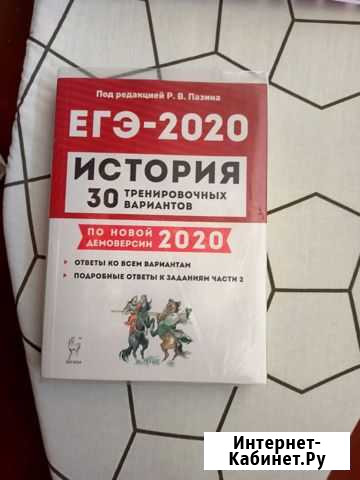 Под редакцией Р. В. Пазина
ЕГЭ-2020
ИСТОРИЯ
30 ТРЕНИРОВОЧНЫХ
ВАРИАНТОВ
ПО НОВОЙ
ДЕМОВЕРСИИ 2020
ОТВЕТЫ КО ВСЕМ ВАРИАНТАМ
ПОДРОБНЫЕ ОТВЕТЫ К ЗАДАНИЯМ ЧАСТИ 2
ЛЕГИОН
Интернет-
Кабинет.Ру